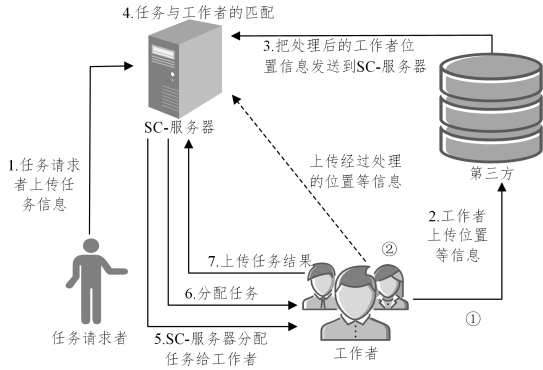 4.任务与工作者的匹配
3.把处理后的工作者位
置信息发送到SC-服务器
SC-服务器
第三方
1.任务请求
者上传任
务信息
上传经过处理
的位置等信息
2.工作者
上传位置
等信息
②
7.上传任务结果
6.分配任务
①
任务请求者
5.SC-服务器分配
任务给工作者
工作者